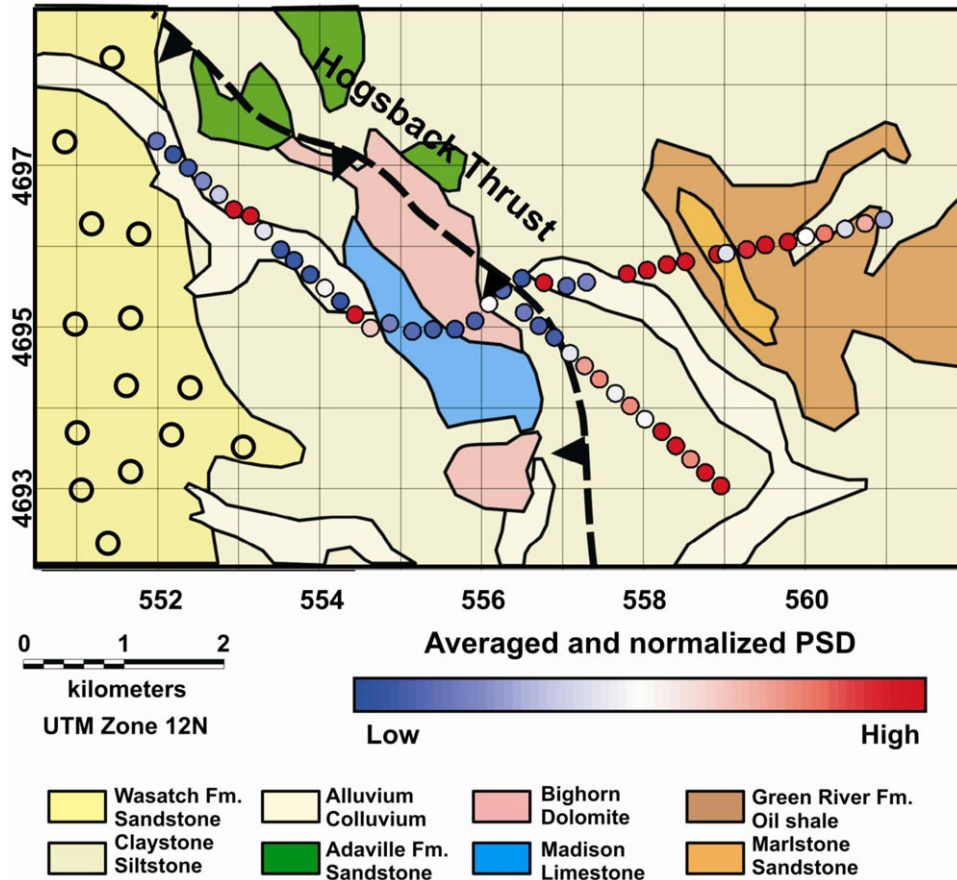 Hogsback Thrust
4697
4695
4693
552 554 556 558 560
0 1 2
kilometers
UTM Zone 12N
Averaged and normalized PSD
Low High
Wasatch Fm.
Sandstone
Alluvium
Colluvium
Bighorn
Dolomite
Green River Fm.
Oil shale
Claystone
Siltstone
Adaville Fm.
Sandstone
Madison
Limestone
Marlstone
Sandstone